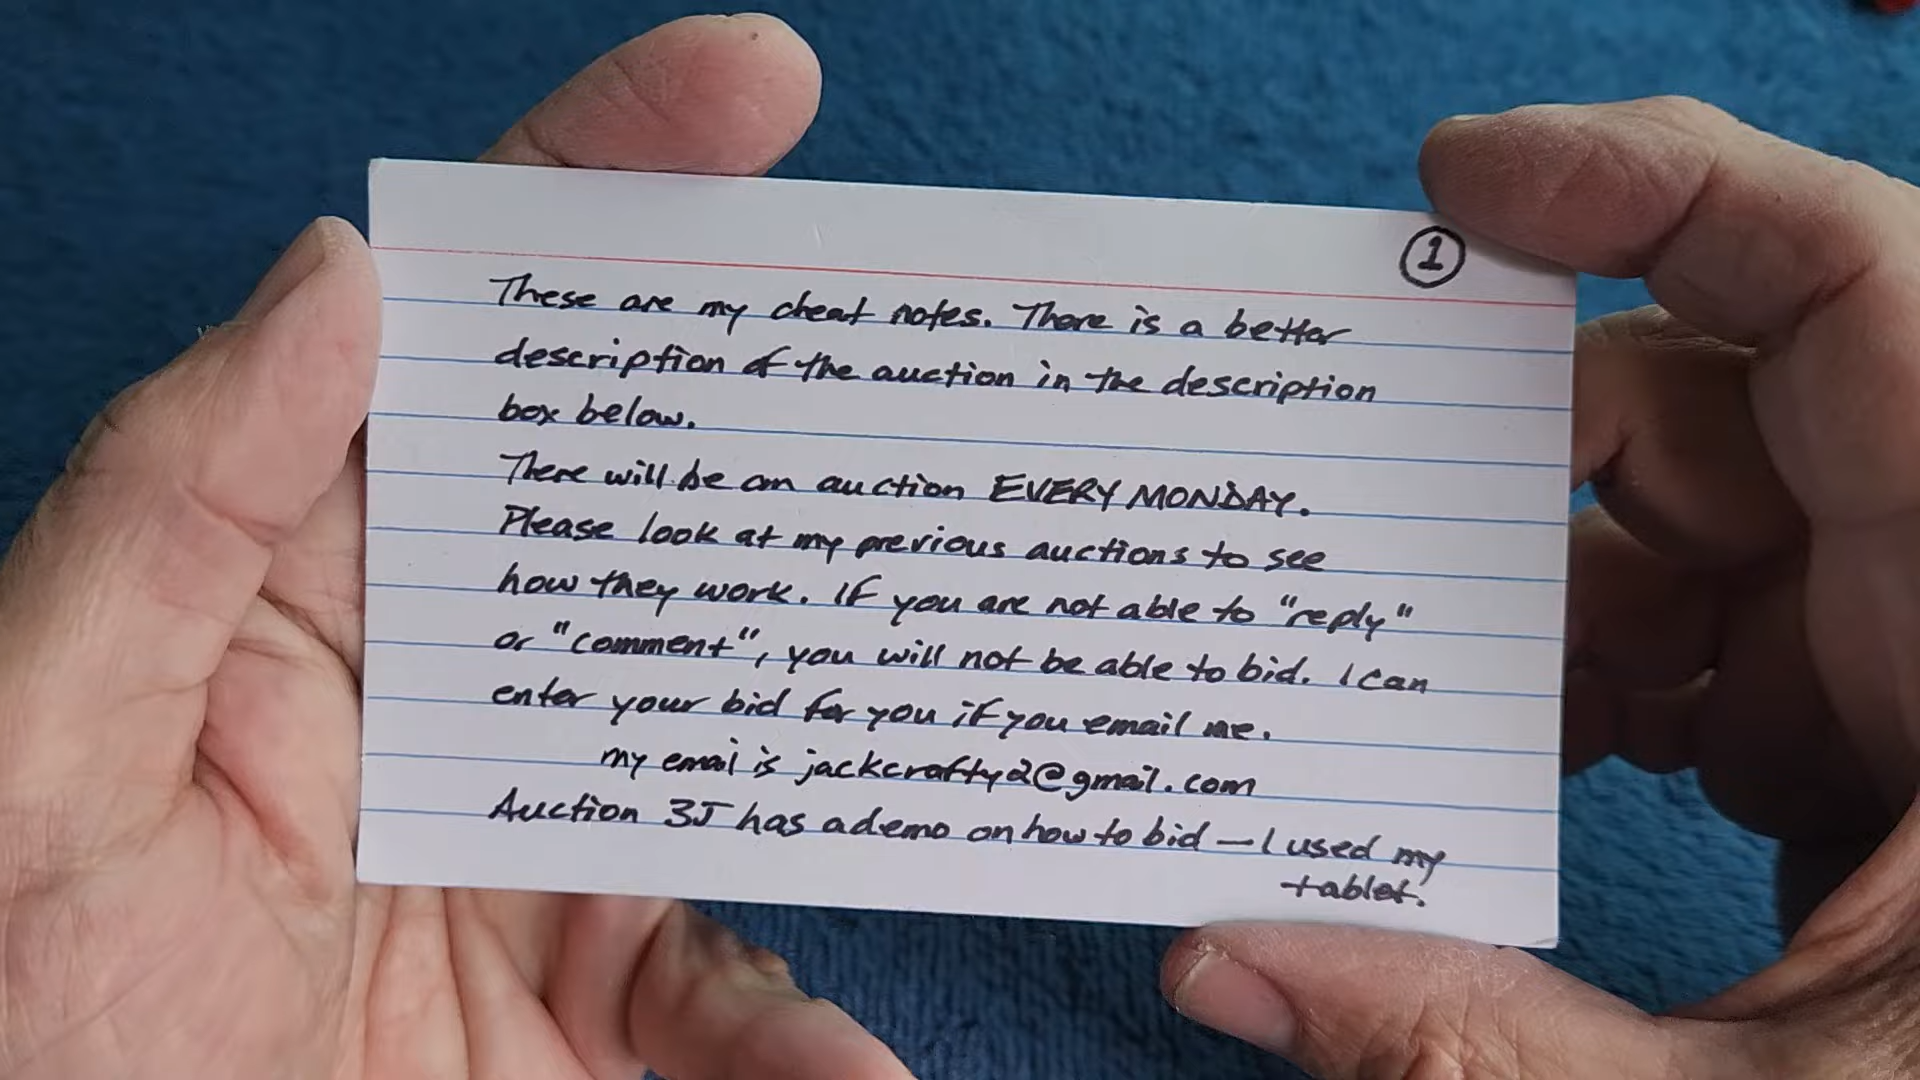 1
These are my cheat notes. There is a better
description of the auction in the description
box below.
There will be an auction EVERY MONDAY.
Please look at my previous auctions to see
how they work. If you are not able to "reply"
or "comment", you will not be able to bid. I can
enter your bid for you if you email me.
my email is jackcrafty2@gmail.com
Auction 3J has a demo on how to bid — I used my
tablet.